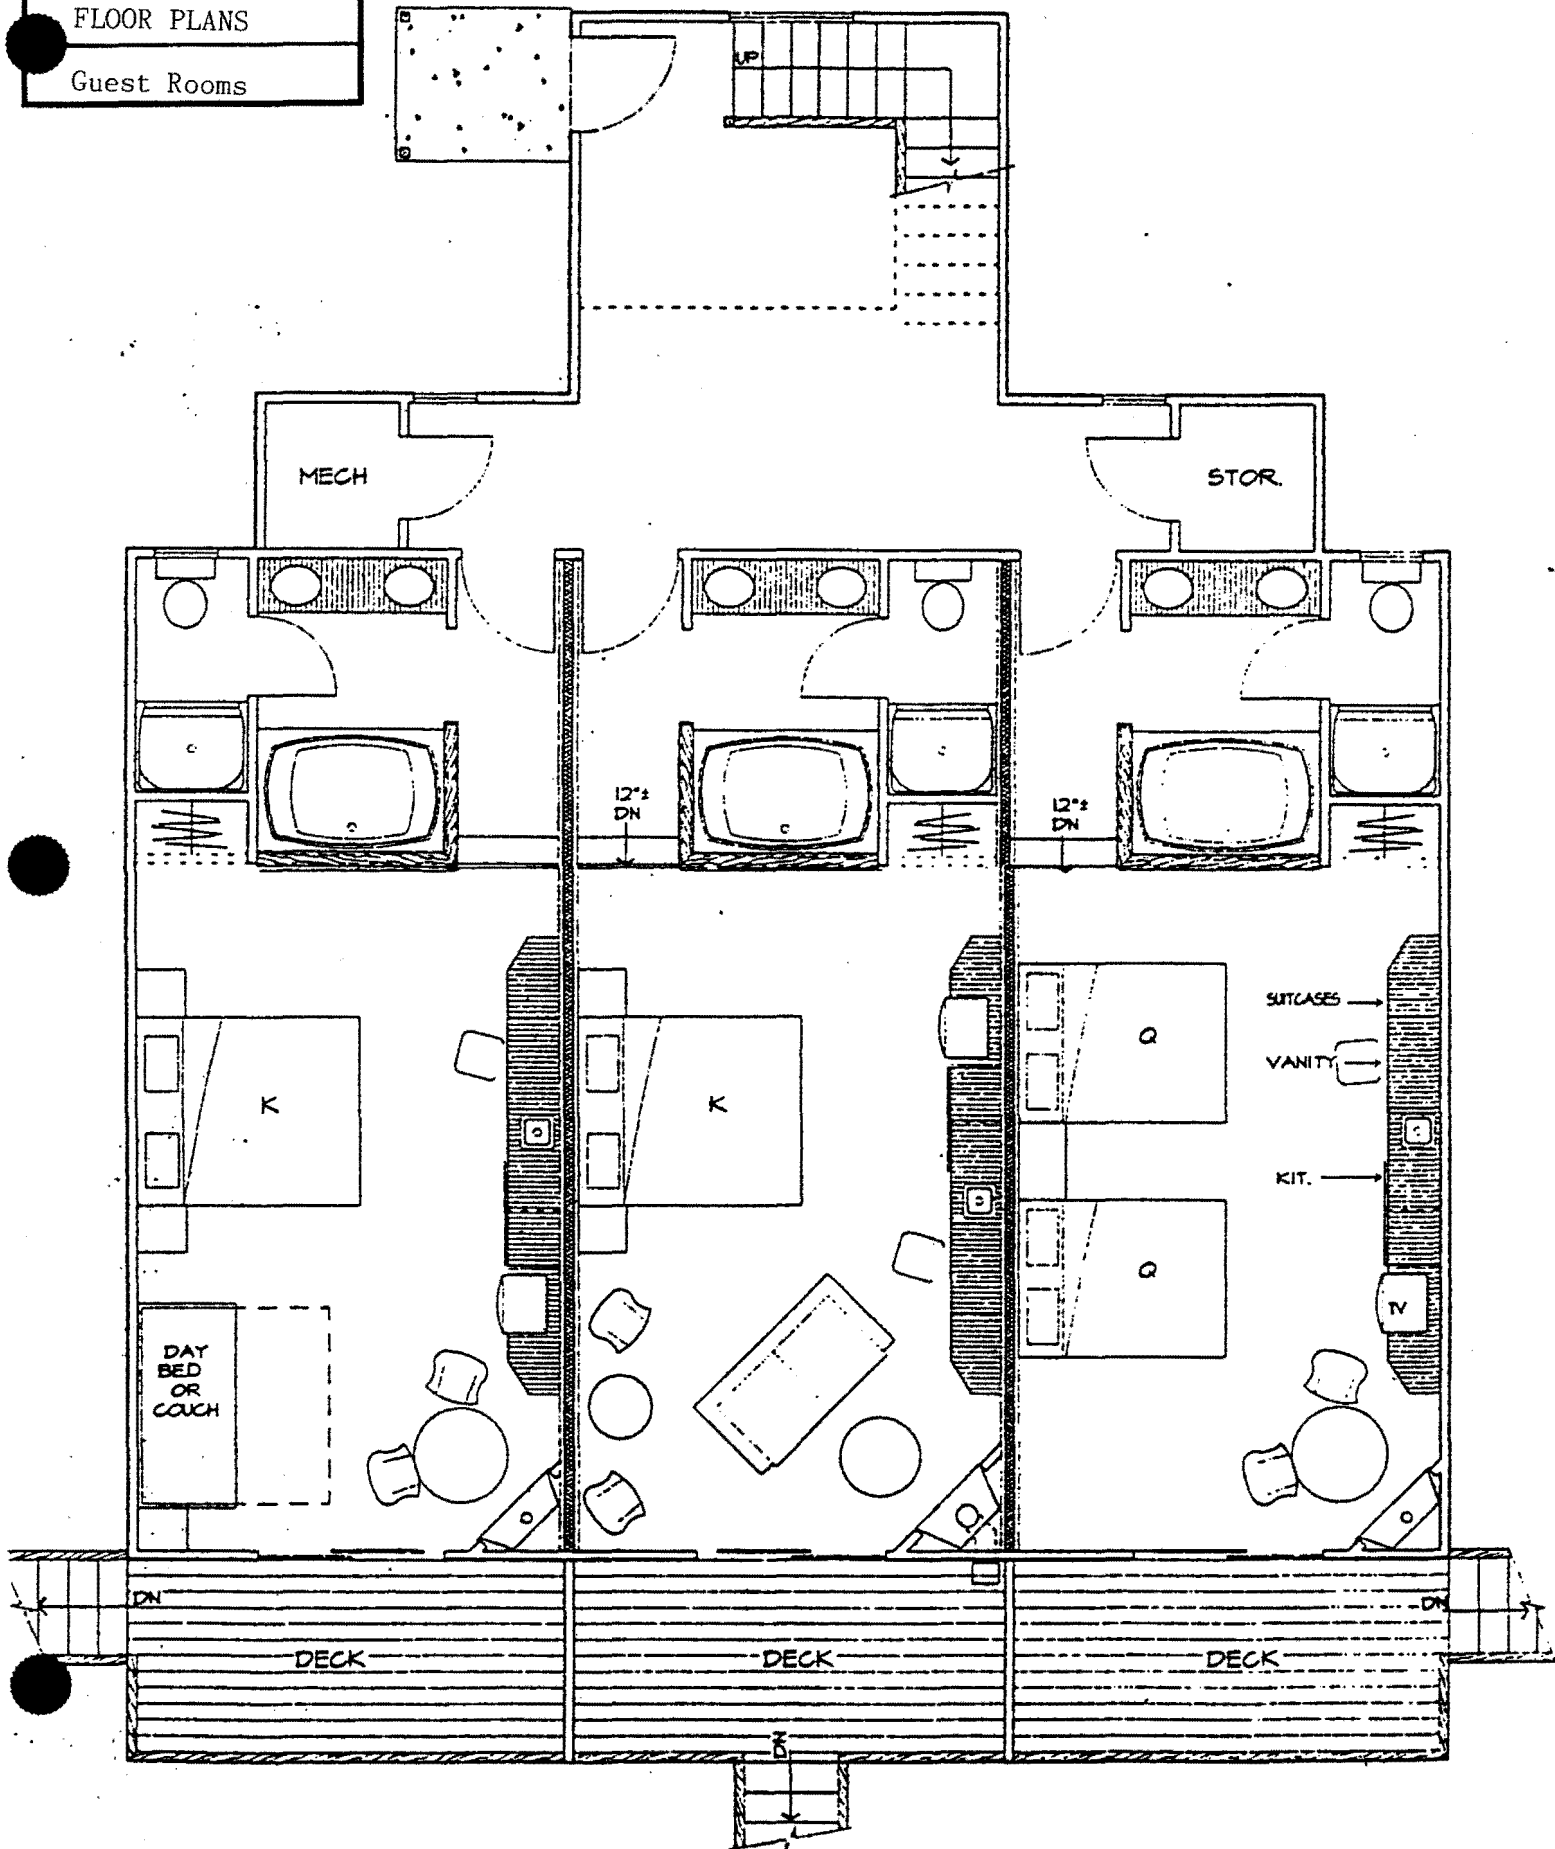 FLOOR PLANS
Guest Rooms
UP
MECH
STOR.
12"±
DN
12"±
DN
SUITCASES
VANITY
KIT.
K
K
Q
Q
TV
DAY
BED
OR
COUCH
DN
DN
DECK
DECK
DECK
DN